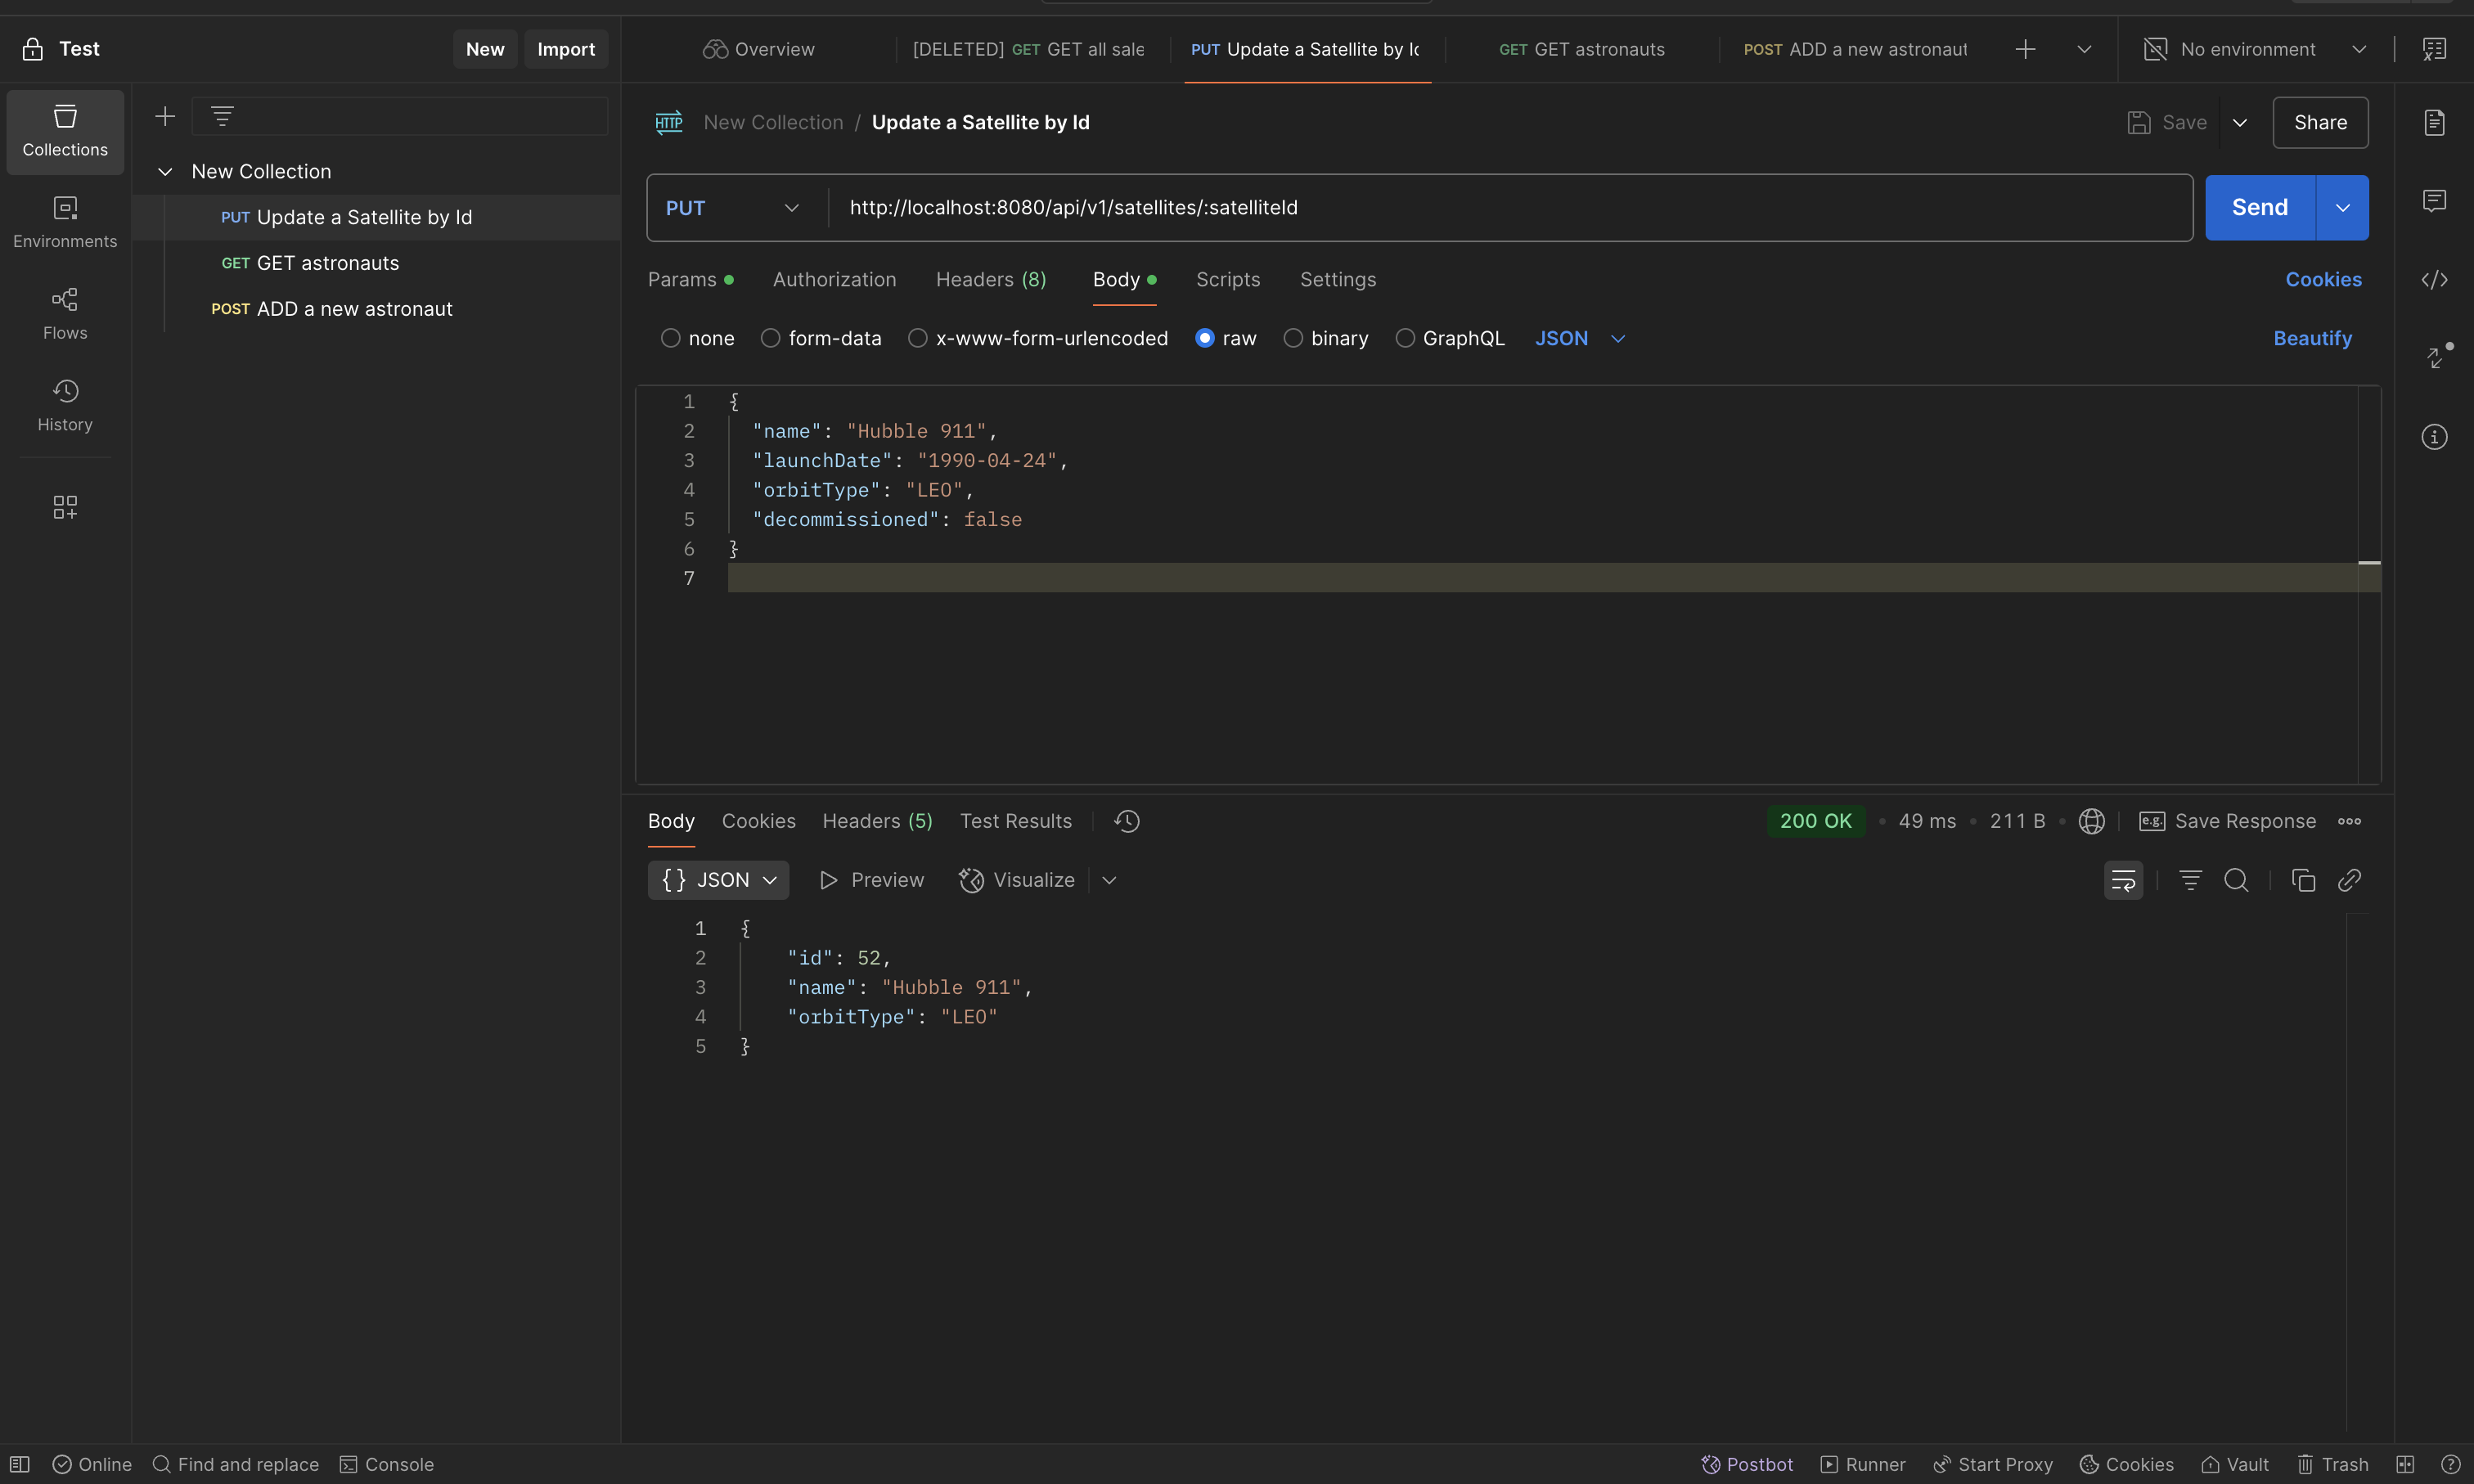 Test
New
Import
Overview
[DELETED] GET GET all sale
PUT Update a Satellite by Ic
GET GET astronauts
POST ADD a new astronaut
No environment
Collections
Environments
Flows
History
New Collection
PUT Update a Satellite by Id
GET GET astronauts
POST ADD a new astronaut
HTTP New Collection / Update a Satellite by Id
Save
Share
PUT http://localhost:8080/api/v1/satellites/:satelliteId
Send
Params Authorization Headers (8) Body Scripts Settings
Cookies
none form-data x-www-form-urlencoded raw binary GraphQL JSON
Beautify
1 {
2 "name": "Hubble 911",
3 "launchDate": "1990-04-24",
4 "orbitType": "LEO",
5 "decommissioned": false
6 }
7
Body Cookies Headers (5) Test Results
200 OK • 49 ms • 211 B •
e.g. Save Response
{ } JSON Preview Visualize
1 {
2 "id": 52,
3 "name": "Hubble 911",
4 "orbitType": "LEO"
5 }
Online Find and replace Console
Postbot Runner Start Proxy Cookies Vault Trash